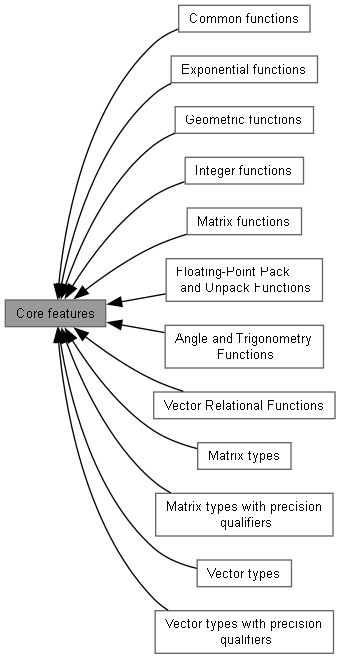 Common functions
Exponential functions
Geometric functions
Integer functions
Matrix functions
Floating-Point Pack
and Unpack Functions
Core features
Angle and Trigonometry
Functions
Vector Relational Functions
Matrix types
Matrix types with precision
qualifiers
Vector types
Vector types with precision
qualifiers